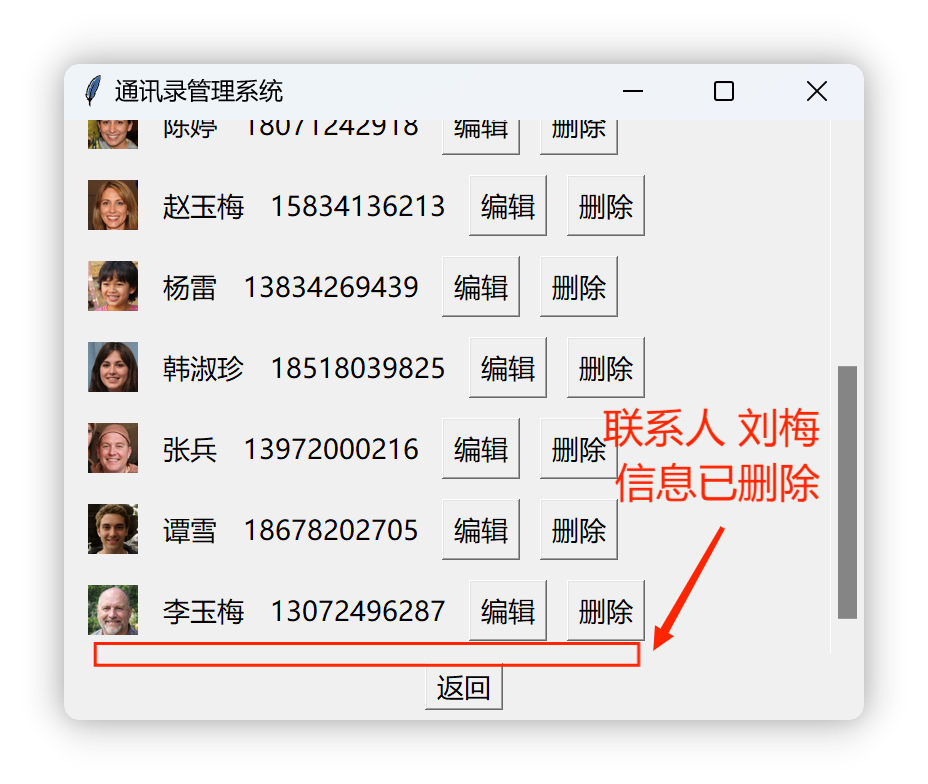 通讯录管理系统
陈婷 18071242918 编辑 删除
赵玉梅 15834136213 编辑 删除
杨雷 13834269439 编辑 删除
韩淑珍 18518039825 编辑 删除
联系人 刘梅
张兵 13972000216 编辑 删除
信息已删除
谭雪 18678202705 编辑 删除
李玉梅 13072496287 编辑 删除
返回